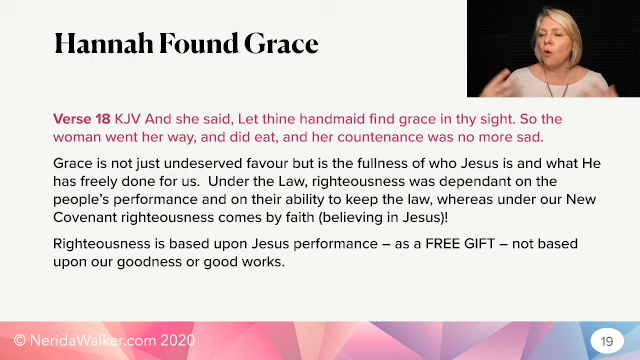 Hannah Found Grace
Verse 18 KJV And she said, Let thine handmaid find grace in thy sight. So the
woman went her way, and did eat, and her countenance was no more sad.
Grace is not just undeserved favour but is the fullness of who Jesus is and what He
has freely done for us.  Under the Law, righteousness was dependant on the
people's performance and on their ability to keep the law, whereas under our New
Covenant righteousness comes by faith (believing in Jesus)!
Righteousness is based upon Jesus performance – as a FREE GIFT – not based
upon our goodness or good works.
© NeridaWalker.com 2020
19